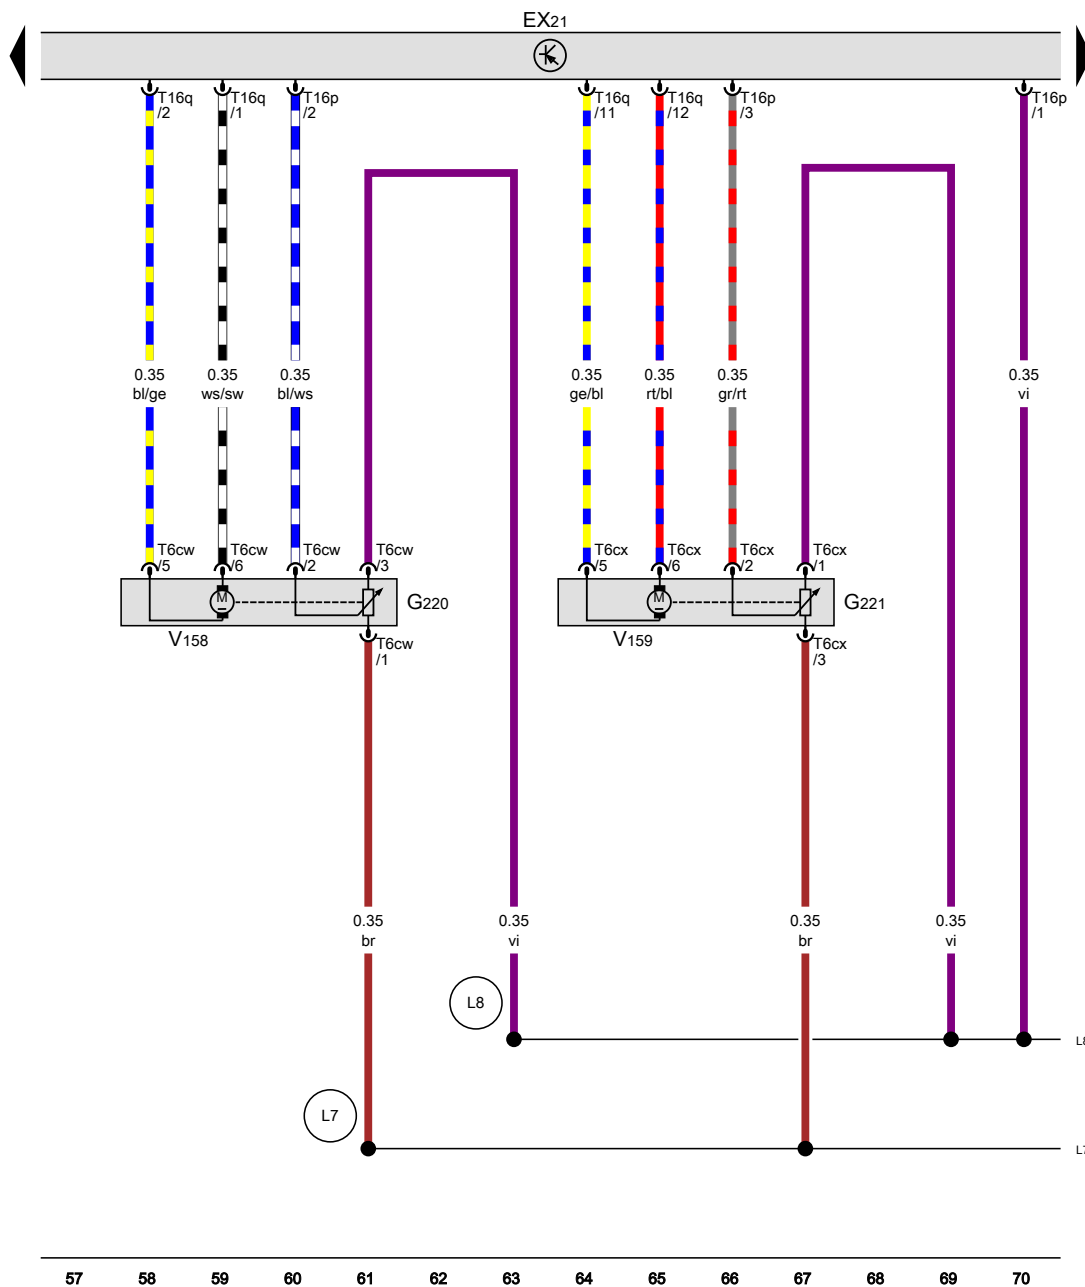 EX21
T16q /2
T16q /1
T16p /2
T16q /11
T16q /12
T16p /3
T16p /1
0.35 bl/ge
0.35 ws/sw
0.35 bl/ws
0.35 ge/bl
0.35 rt/bl
0.35 gr/rt
0.35 vi
T6cw /5
T6cw /6
T6cw /2
T6cw /3
T6cx /5
T6cx /6
T6cx /2
T6cx /1
M
G220
M
G221
V158
T6cw /1
V159
T6cx /3
0.35 br
0.35 vi
0.35 br
0.35 vi
L8
L8
L7
L7
57 58 59 60 61 62 63 64 65 66 67 68 69 70